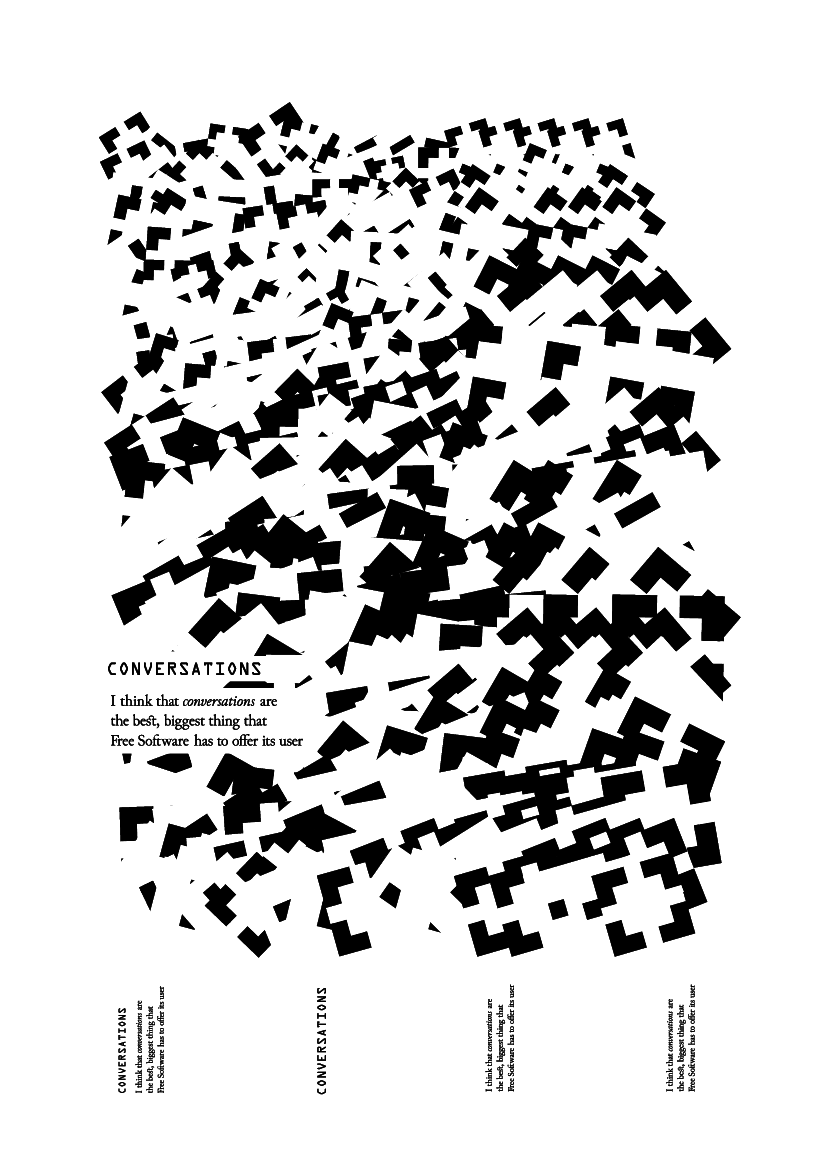 CONVERSATIONS
I think that conversations are
the best, biggest thing that
Free Software has to offer its user
CONVERSATIONS
I think that conversations are
the best, biggest thing that
Free Software has to offer its user
CONVERSATIONS
I think that conversations are
the best, biggest thing that
Free Software has to offer its user
I think that conversations are
the best, biggest thing that
Free Software has to offer its user